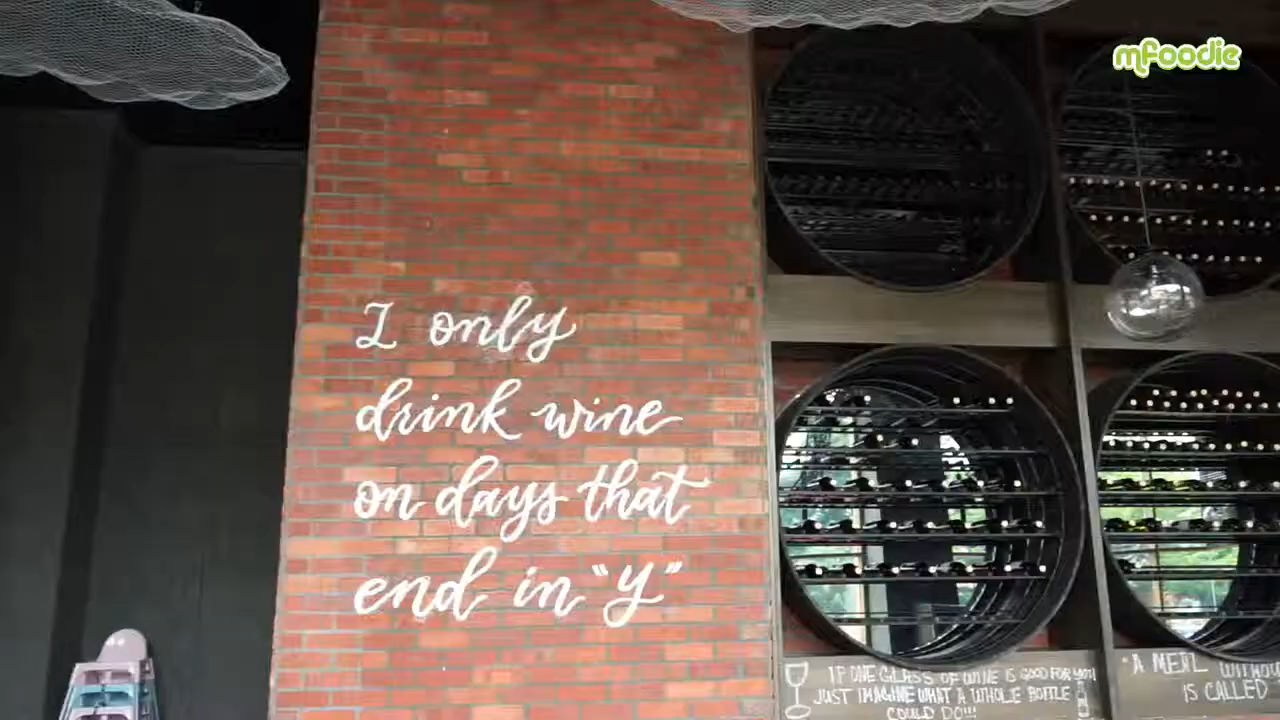 mfoodie
I only
drink wine
on days that
end in "y"
IF ONE GLASS OF WINE IS GOOD FOR YOU
JUST IMAGINE WHAT A WHOLE BOTTLE
COULD DO!!!
"A MEAL WITHOU
IS CALLED